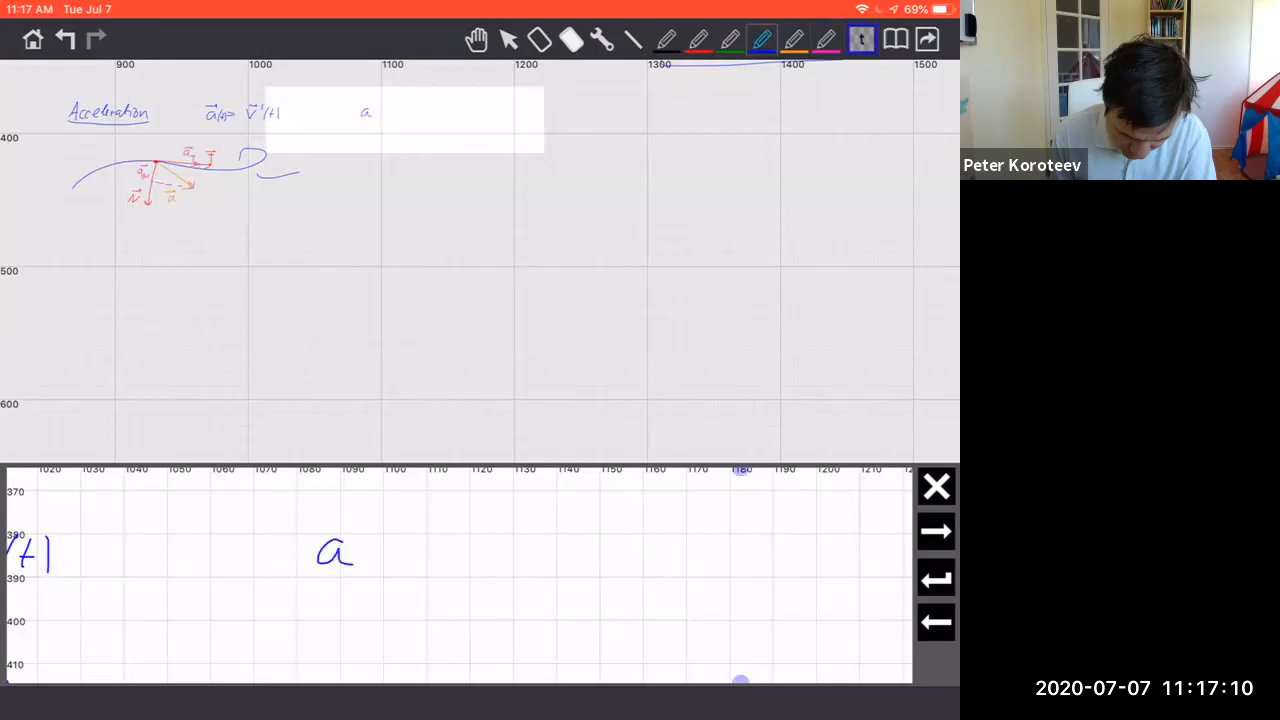 11:17 AM Tue Jul 7
69%
t
900 1000 1100 1200 1300 1400 1500
Acceleration a⃗(t)= v⃗'(t) a
400
a⃗_T T⃗
a⃗_N
N⃗ a⃗
500
600
1020 1030 1040 1050 1060 1070 1080 1090 1100 1110 1120 1130 1140 1150 1160 1170 1180 1190 1200 1210
370
380
'(t) a
390
400
410
Peter Koroteev
2020-07-07 11:17:10